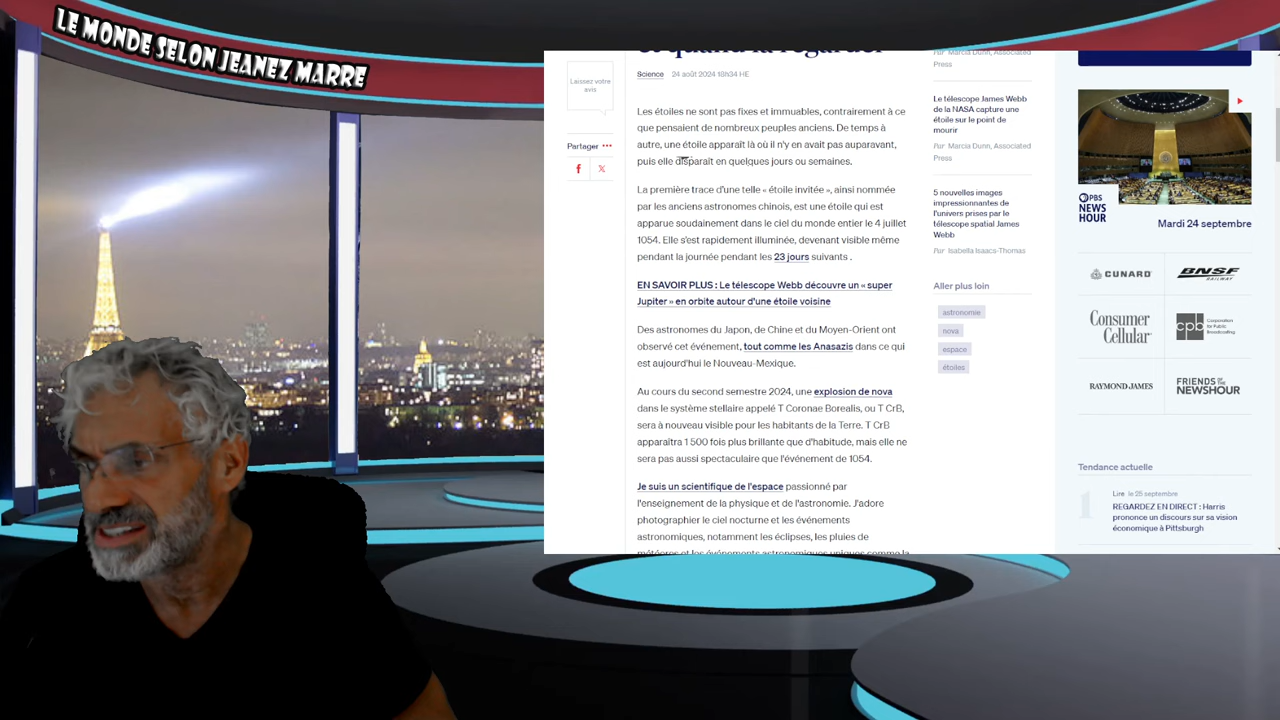 LE MONDE SELON JEANEZ MARRE
Laissez votre
avis
Partager •••
Science 24 août 2024 18h34 HE
Les étoiles ne sont pas fixes et immuables, contrairement à ce
que pensaient de nombreux peuples anciens. De temps à
autre, une étoile apparaît là où il n'y en avait pas auparavant,
puis elle disparaît en quelques jours ou semaines.
La première trace d'une telle « étoile invitée », ainsi nommée
par les anciens astronomes chinois, est une étoile qui est
apparue soudainement dans le ciel du monde entier le 4 juillet
1054. Elle s'est rapidement illuminée, devenant visible même
pendant la journée pendant les 23 jours suivants .
EN SAVOIR PLUS : Le télescope Webb découvre un « super
Jupiter » en orbite autour d'une étoile voisine
Des astronomes du Japon, de Chine et du Moyen-Orient ont
observé cet événement, tout comme les Anasazis dans ce qui
est aujourd'hui le Nouveau-Mexique.
Au cours du second semestre 2024, une explosion de nova
dans le système stellaire appelé T Coronae Borealis, ou T CrB,
sera à nouveau visible pour les habitants de la Terre. T CrB
apparaîtra 1 500 fois plus brillante que d'habitude, mais elle ne
sera pas aussi spectaculaire que l'événement de 1054.
Je suis un scientifique de l'espace passionné par
l'enseignement de la physique et de l'astronomie. J'adore
photographier le ciel nocturne et les événements
astronomiques, notamment les éclipses, les pluies de
météores et les événements astronomiques uniques comme la
Par Marcia Dunn, Associated
Press
Le télescope James Webb
de la NASA capture une
étoile sur le point de
mourir
Par Marcia Dunn, Associated
Press
5 nouvelles images
impressionnantes de
l'univers prises par le
télescope spatial James
Webb
Par Isabella Isaacs-Thomas
Aller plus loin
astronomie
nova
espace
étoiles
PBS
NEWS
HOUR
Mardi 24 septembre
CUNARD
BNSF
RAILWAY
Consumer
Cellular
cpb
Corporation
for Public
Broadcasting
RAYMOND JAMES
FRIENDS OF THE
NEWSHOUR
Tendance actuelle
1
Lire le 25 septembre
REGARDEZ EN DIRECT : Harris
prononce un discours sur sa vision
économique à Pittsburgh